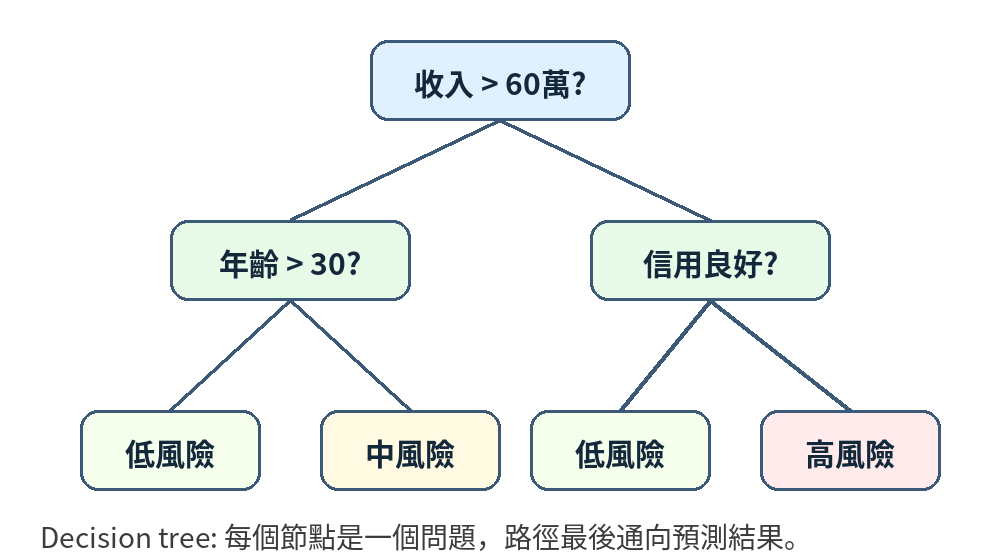 收入 > 60萬?
年齡 > 30?
信用良好?
低風險
中風險
低風險
高風險
Decision tree: 每個節點是一個問題，路徑最後通向預測結果。